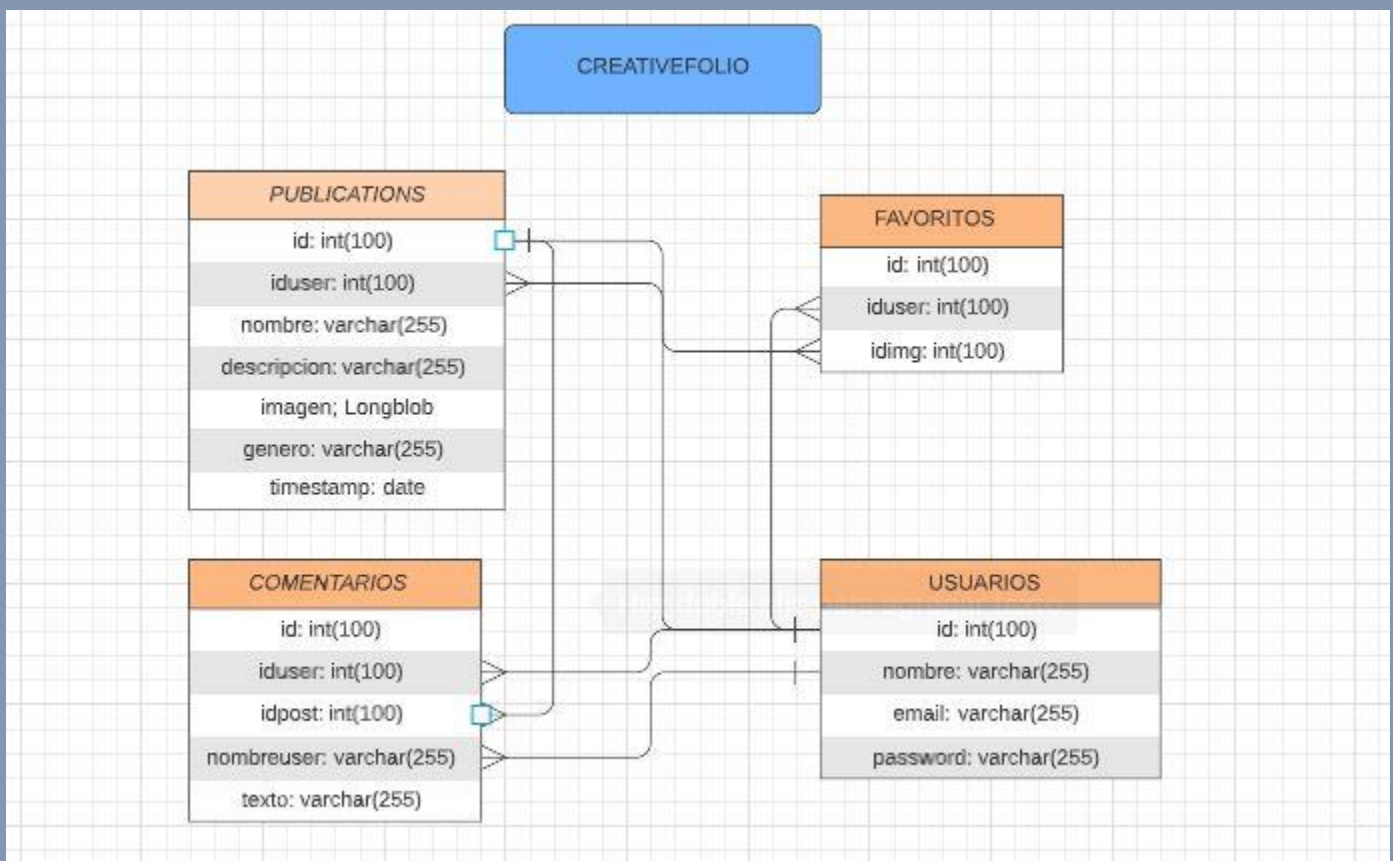 CREATIVEFOLIO
PUBLICATIONS
id: int(100)
iduser: int(100)
nombre: varchar(255)
descripcion: varchar(255)
imagen; Longblob
genero: varchar(255)
timestamp: date
FAVORITOS
id: int(100)
iduser: int(100)
idimg: int(100)
COMENTARIOS
id: int(100)
iduser: int(100)
idpost: int(100)
nombreuser: varchar(255)
texto: varchar(255)
USUARIOS
id: int(100)
nombre: varchar(255)
email: varchar(255)
password: varchar(255)